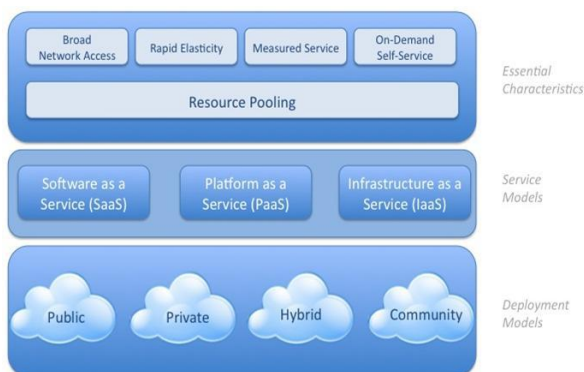 Broad
Network Access
Rapid Elasticity
Measured Service
On-Demand
Self-Service
Resource Pooling
Essential
Characteristics
Software as a
Service (SaaS)
Platform as a
Service (PaaS)
Infrastructure as a
Service (IaaS)
Service
Models
Public
Private
Hybrid
Community
Deployment
Models